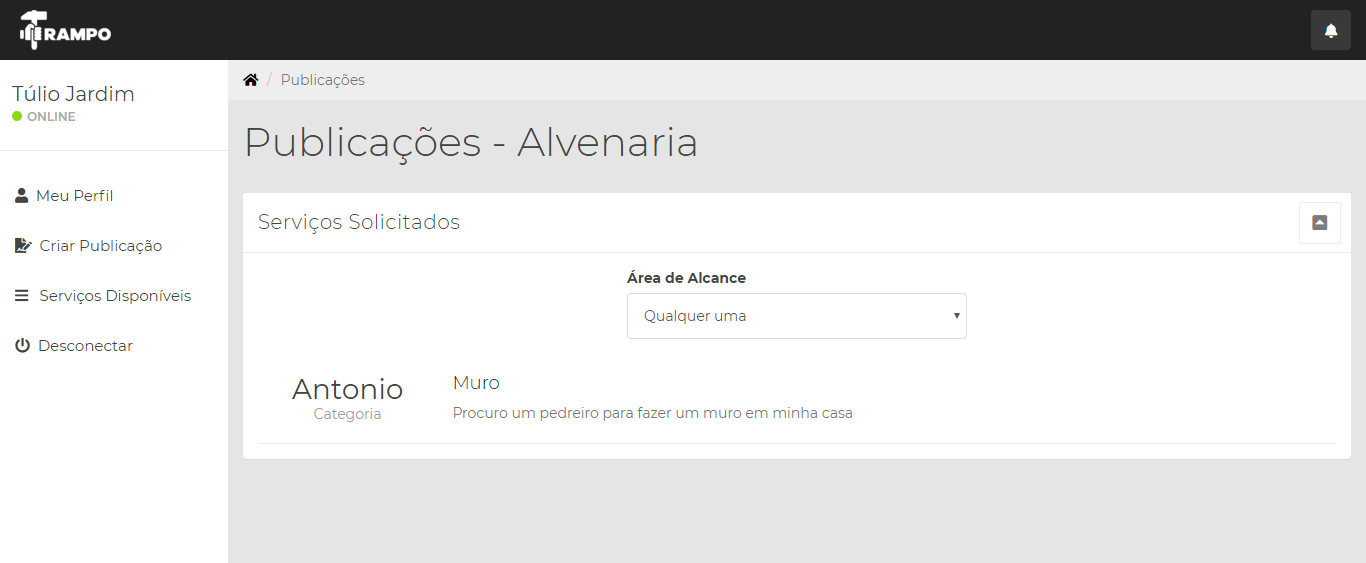 TRAMPO
Túlio Jardim
ONLINE
Meu Perfil
Criar Publicação
Serviços Disponíveis
Desconectar
/ Publicações
Publicações - Alvenaria
Serviços Solicitados
Área de Alcance
Qualquer uma
Antonio
Categoria
Muro
Procuro um pedreiro para fazer um muro em minha casa